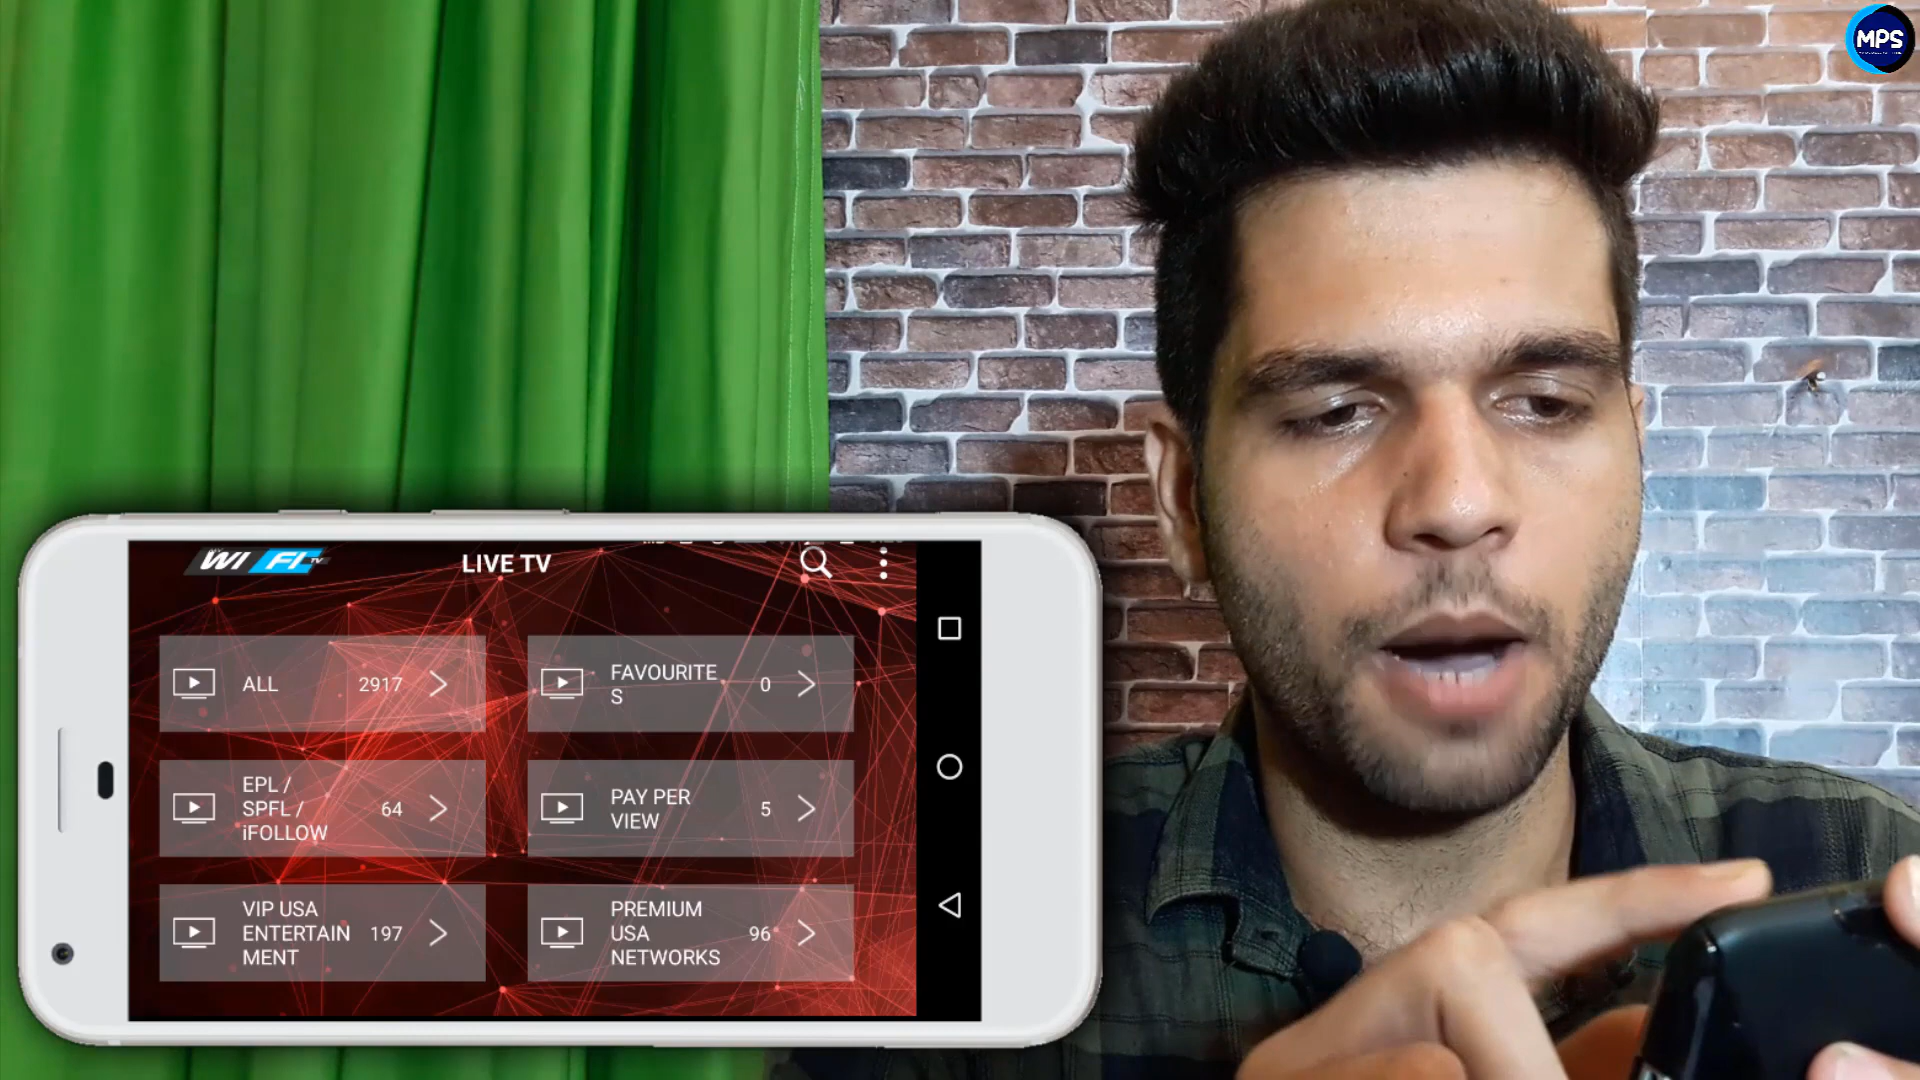 MPS
WI FI TV
LIVE TV
ALL 2917
FAVOURITE
S 0
EPL /
SPFL / 64
iFOLLOW
PAY PER
VIEW 5
VIP USA
ENTERTAIN 197
MENT
PREMIUM
USA 96
NETWORKS